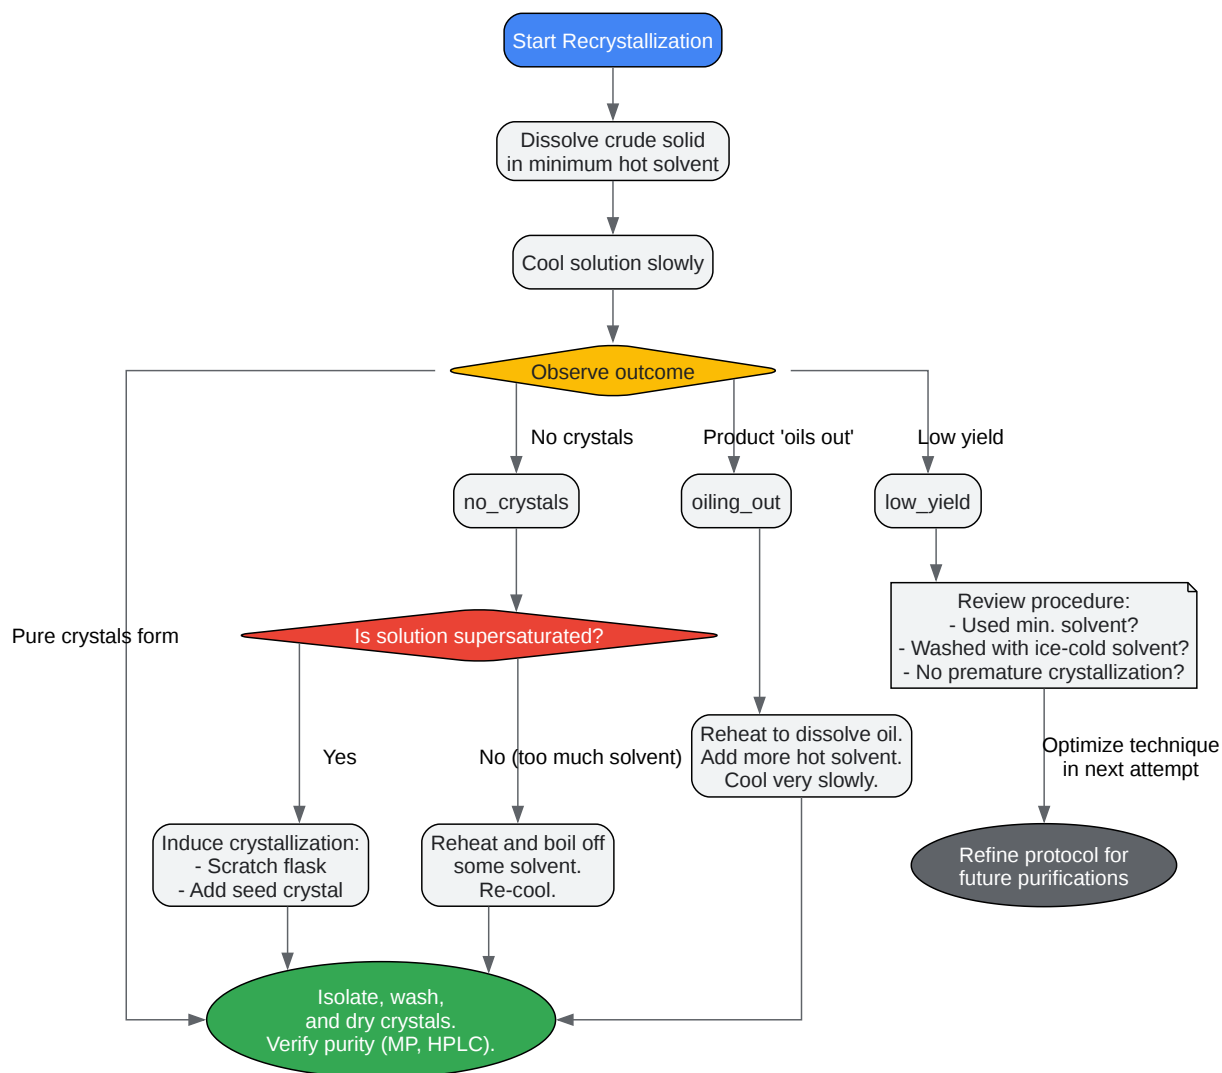 Start Recrystallization
Dissolve crude solid
in minimum hot solvent
Cool solution slowly
Observe outcome
No crystals
Product 'oils out'
Low yield
no_crystals
oiling_out
low_yield
Review procedure:
- Used min. solvent?
- Washed with ice-cold solvent?
- No premature crystallization?
Pure crystals form
Is solution supersaturated?
Yes
No (too much solvent)
Reheat to dissolve oil.
Add more hot solvent.
Cool very slowly.
Optimize technique
in next attempt
Induce crystallization:
- Scratch flask
- Add seed crystal
Reheat and boil off
some solvent.
Re-cool.
Refine protocol for
future purifications
Isolate, wash,
and dry crystals.
Verify purity (MP, HPLC).